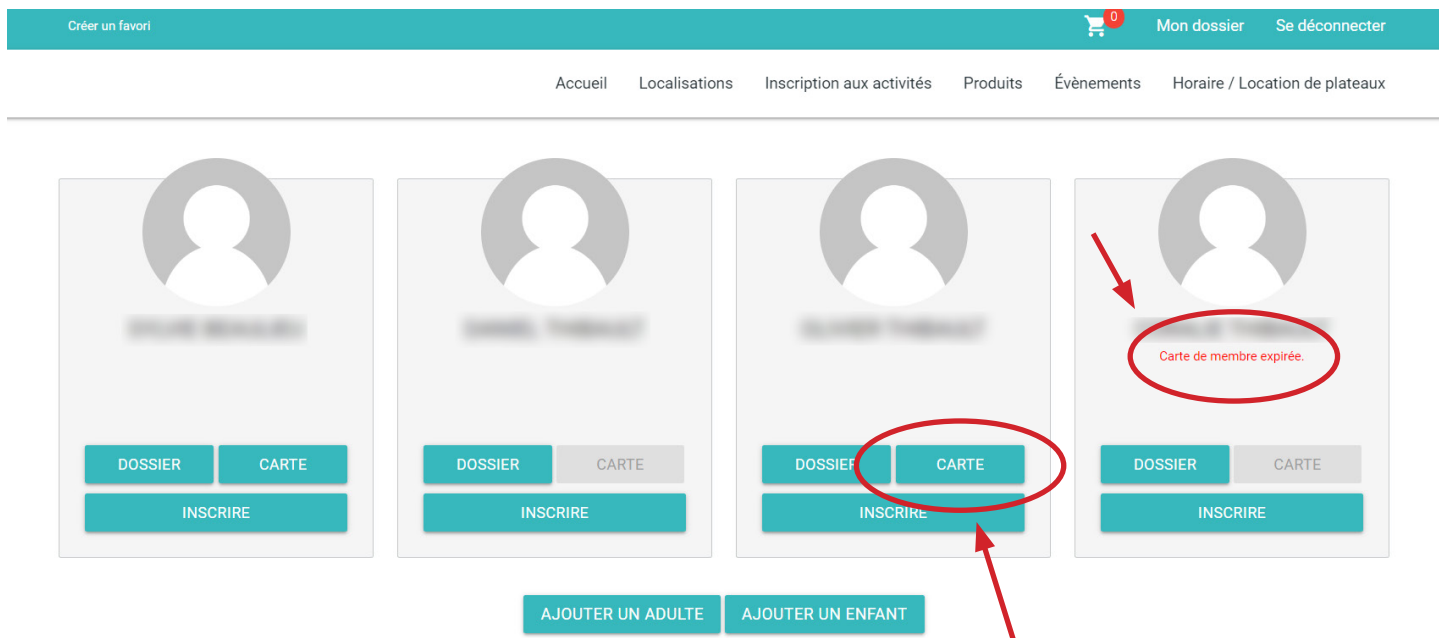 Créer un favori
0
Mon dossier
Se déconnecter
Accueil
Localisations
Inscription aux activités
Produits
Évènements
Horaire / Location de plateaux
Carte de membre expirée.
DOSSIER CARTE
INSCRIRE
DOSSIER CARTE
INSCRIRE
DOSSIER CARTE
INSCRIRE
DOSSIER CARTE
INSCRIRE
AJOUTER UN ADULTE
AJOUTER UN ENFANT